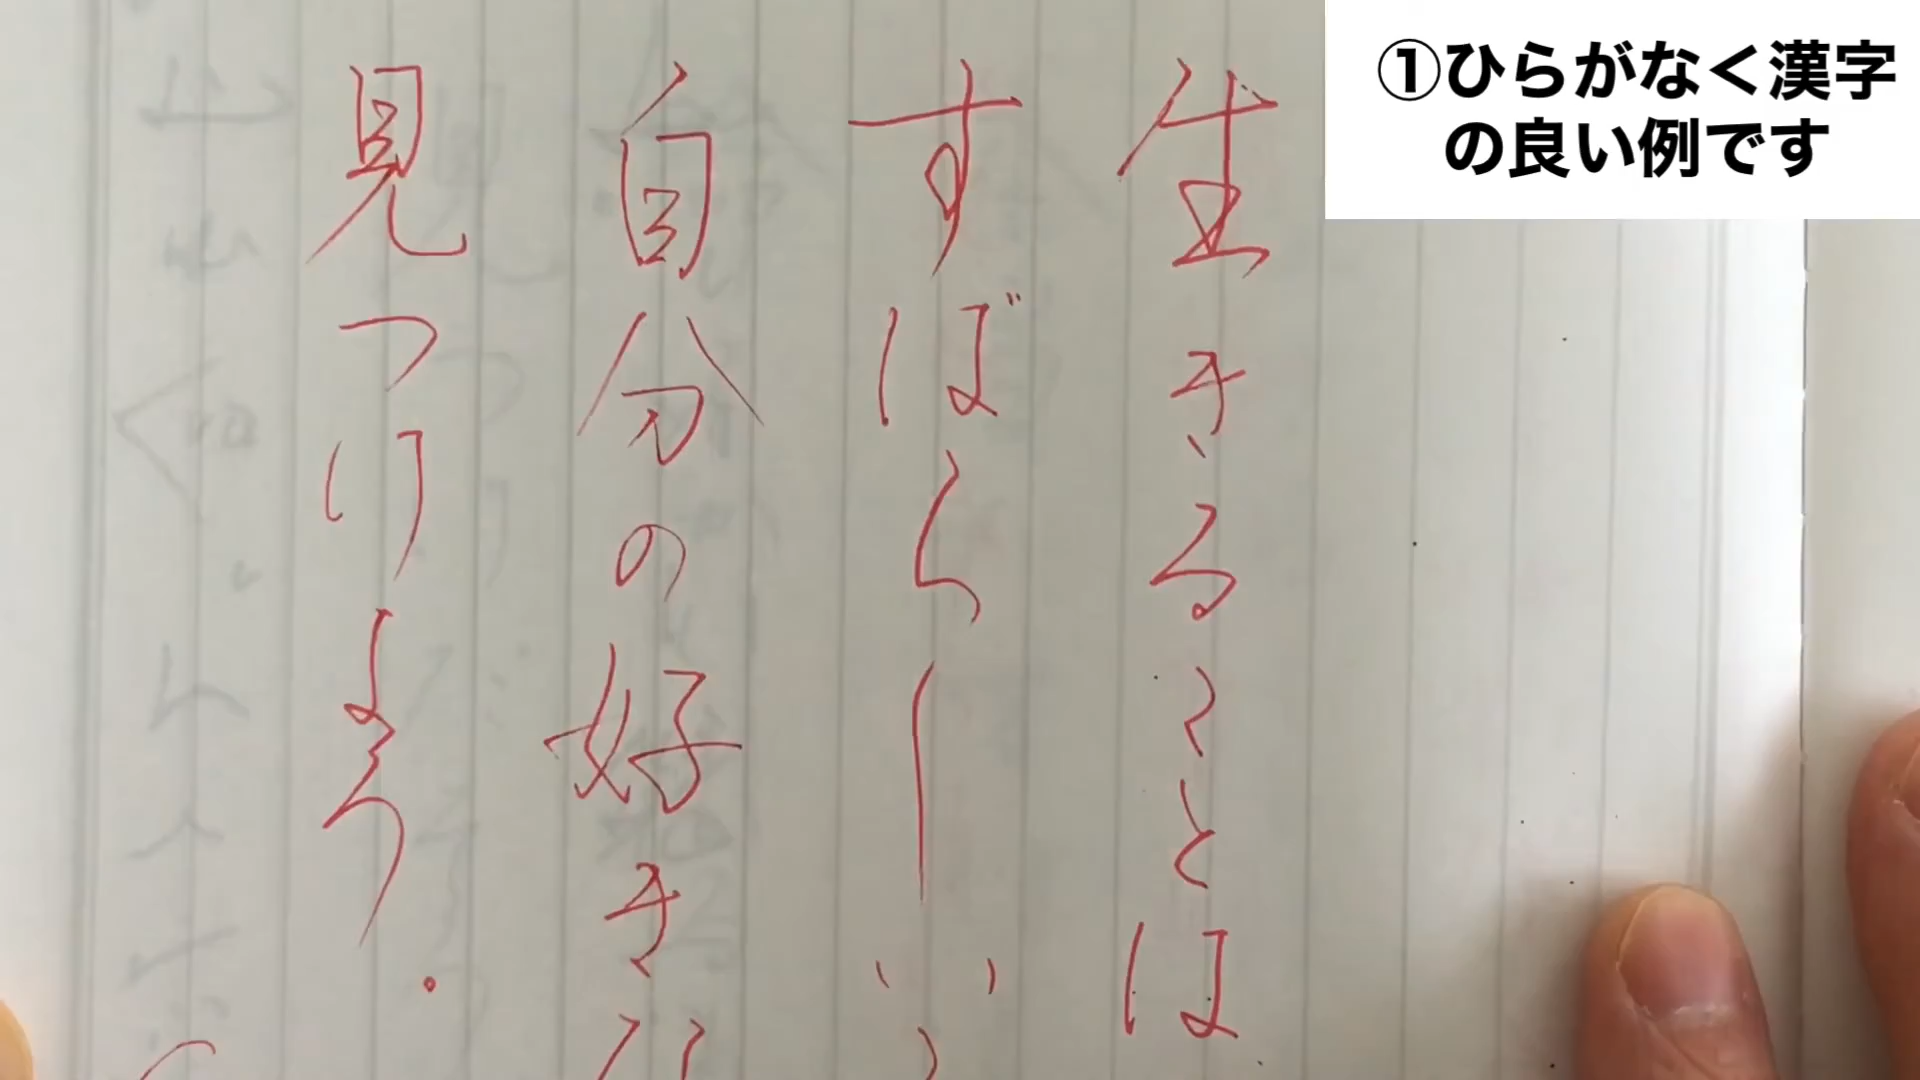 ①ひらがな＜漢字
の良い例です
生きることは
すばらしい
自分の好き
見つけよう.